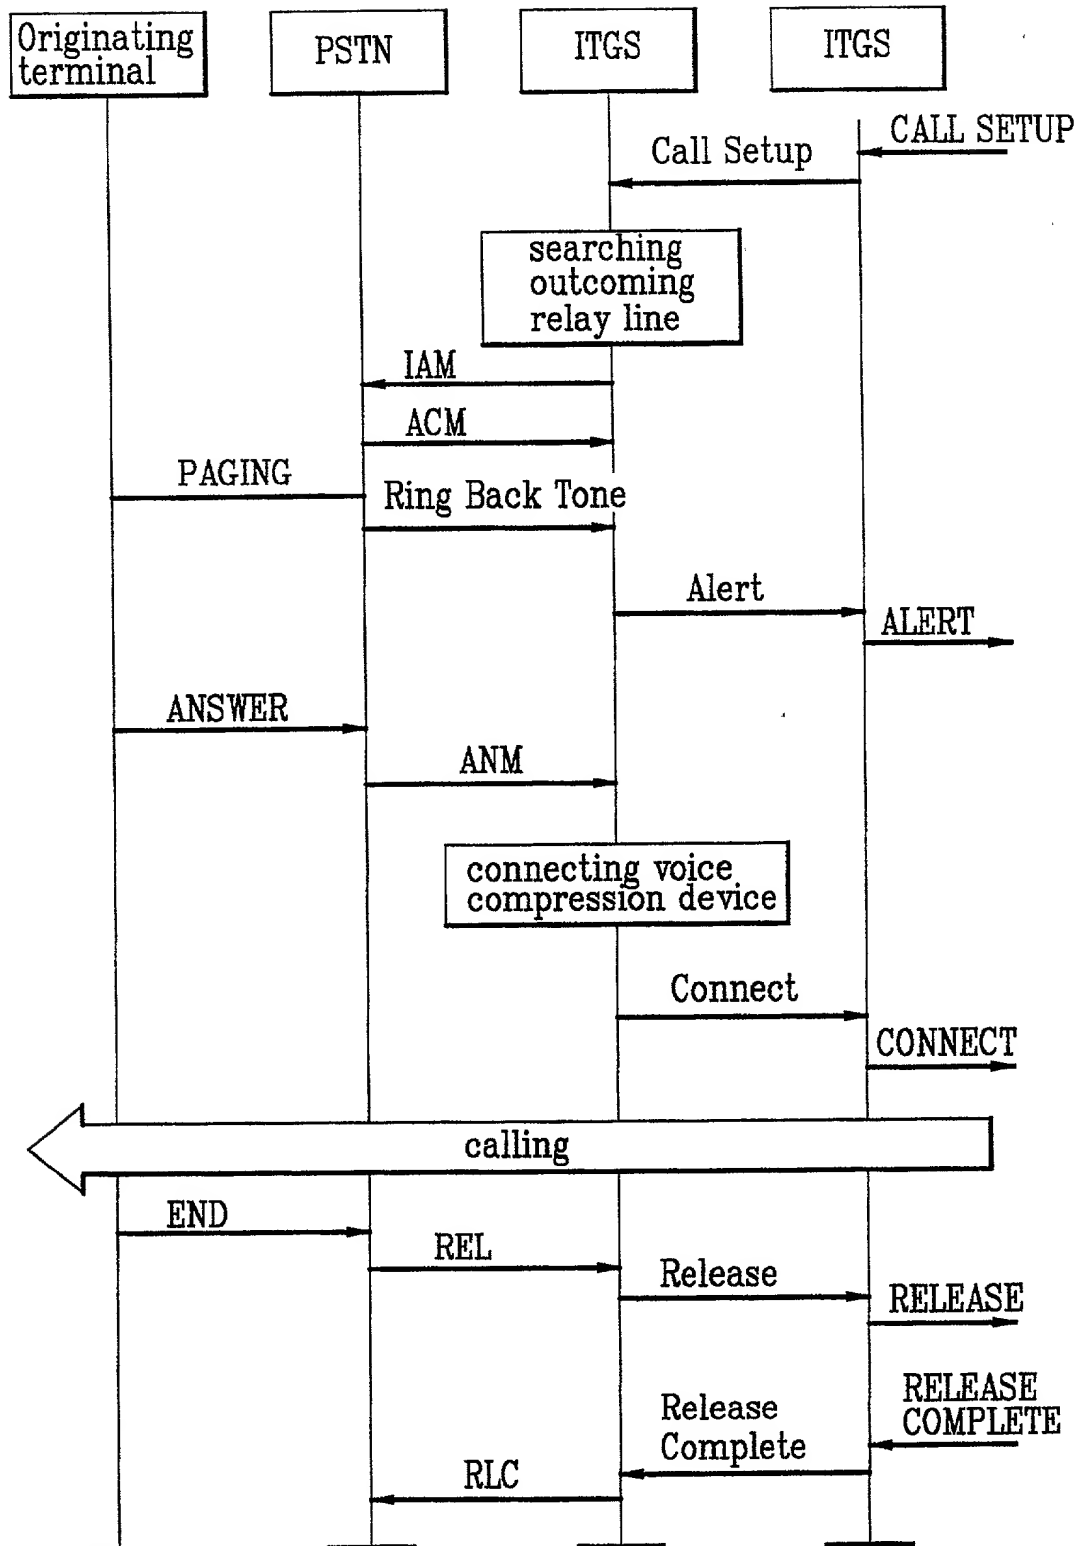 Originating
terminal
PSTN
ITGS
ITGS
CALL SETUP
Call Setup
searching
outcoming
relay line
IAM
ACM
PAGING
Ring Back Tone
Alert
ALERT
ANSWER
ANM
connecting voice
compression device
Connect
CONNECT
calling
END
REL
Release
RELEASE
RELEASE
COMPLETE
Release
Complete
RLC